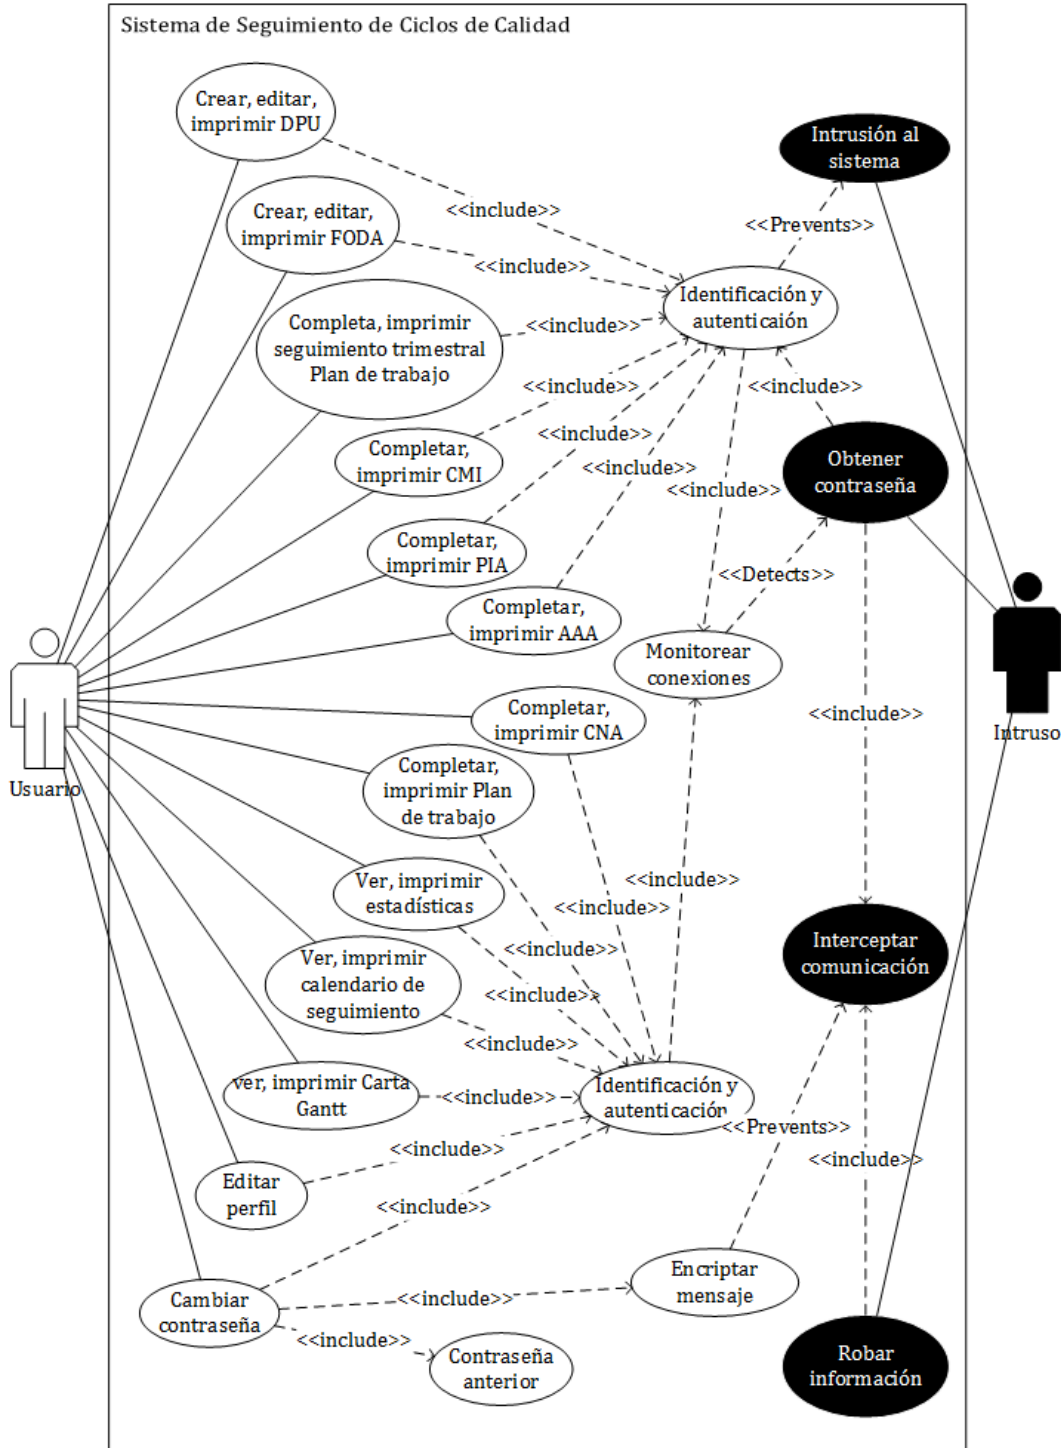 Sistema de Seguimiento de Ciclos de Calidad
Crear, editar,
imprimir DPU
Intrusión al
sistema
<<include>>
<<Prevents>>
Crear, editar,
imprimir FODA
<<include>>
Identificación y
autenticaión
Completa, imprimir
seguimiento trimestral
Plan de trabajo
<<include>>
<<include>>
<<include>>
<<include>>
<<include>>
<<include>>
Completar,
imprimir CMI
Obtener
contraseña
Completar,
imprimir PIA
<<Detects>>
Completar,
imprimir AAA
Monitorear
conexiones
Completar,
imprimir CNA
<<include>>
Usuario
Intruso
Completar,
imprimir Plan
de trabajo
Ver, imprimir
estadísticas
<<include>>
<<include>>
<<include>>
Interceptar
comunicación
Ver, imprimir
calendario de
seguimiento
<<include>>
<<include>>
ver, imprimir Carta
Gantt
<<include>>
Identificación y
autenticación
<<Prevents>>
<<include>>
<<include>>
Editar
perfil
<<include>>
Encriptar
mensaje
Cambiar
contraseña
<<include>>
<<include>>
Contraseña
anterior
Robar
información